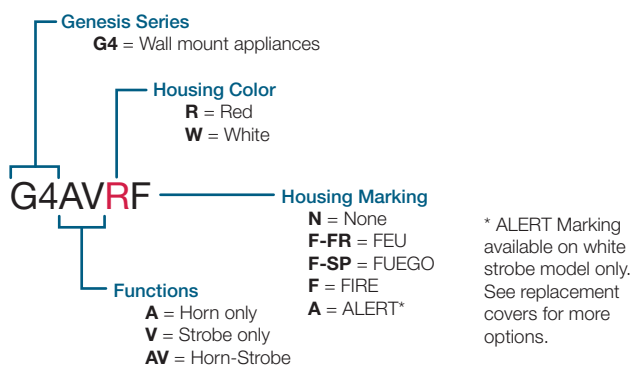 Genesis Series
G4 = Wall mount appliances
Housing Color
R = Red
W = White
G4AVRF
Housing Marking
N = None
F-FR = FEU
F-SP = FUEGO
F = FIRE
A = ALERT*
* ALERT Marking
available on white
strobe model only.
See replacement
covers for more
options.
Functions
A = Horn only
V = Strobe only
AV = Horn-Strobe